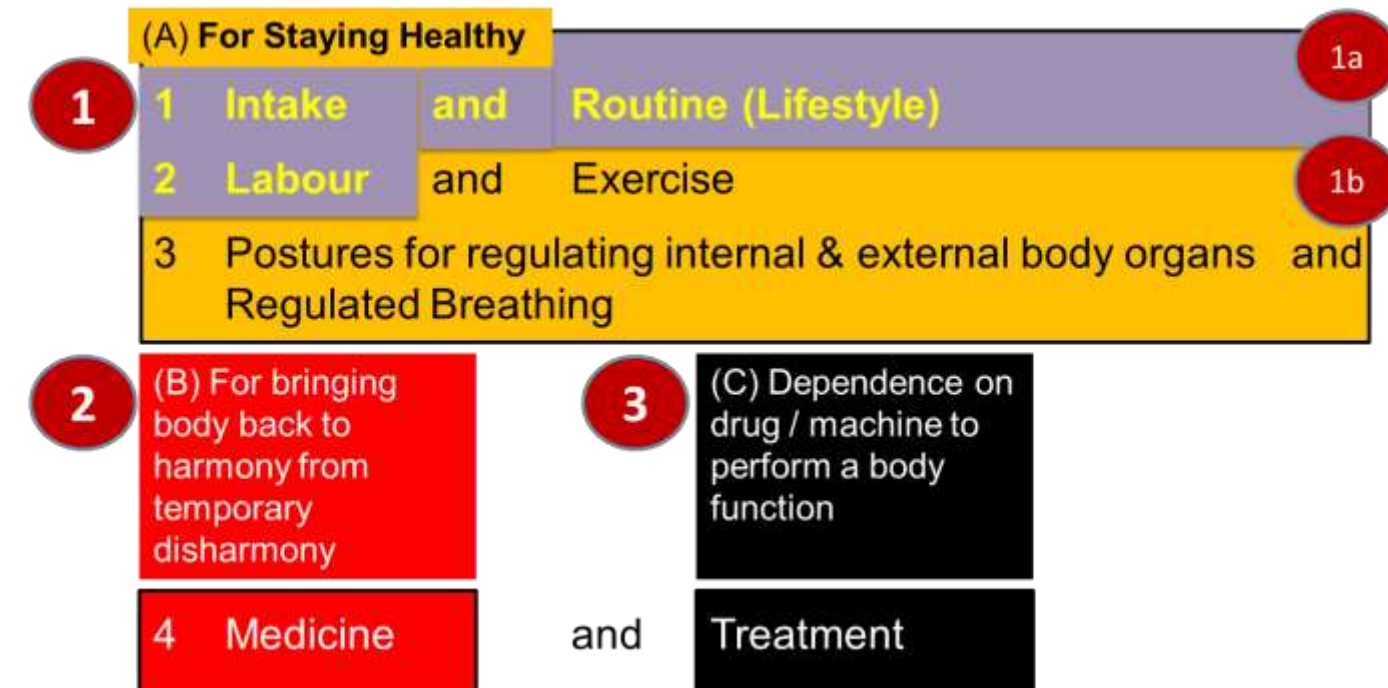 (A) For Staying Healthy
1a
1
1 Intake and Routine (Lifestyle)
2 Labour and Exercise
1b
3 Postures for regulating internal & external body organs and
Regulated Breathing
2
(B) For bringing
body back to
harmony from
temporary
disharmony
3
(C) Dependence on
drug / machine to
perform a body
function
4 Medicine and Treatment